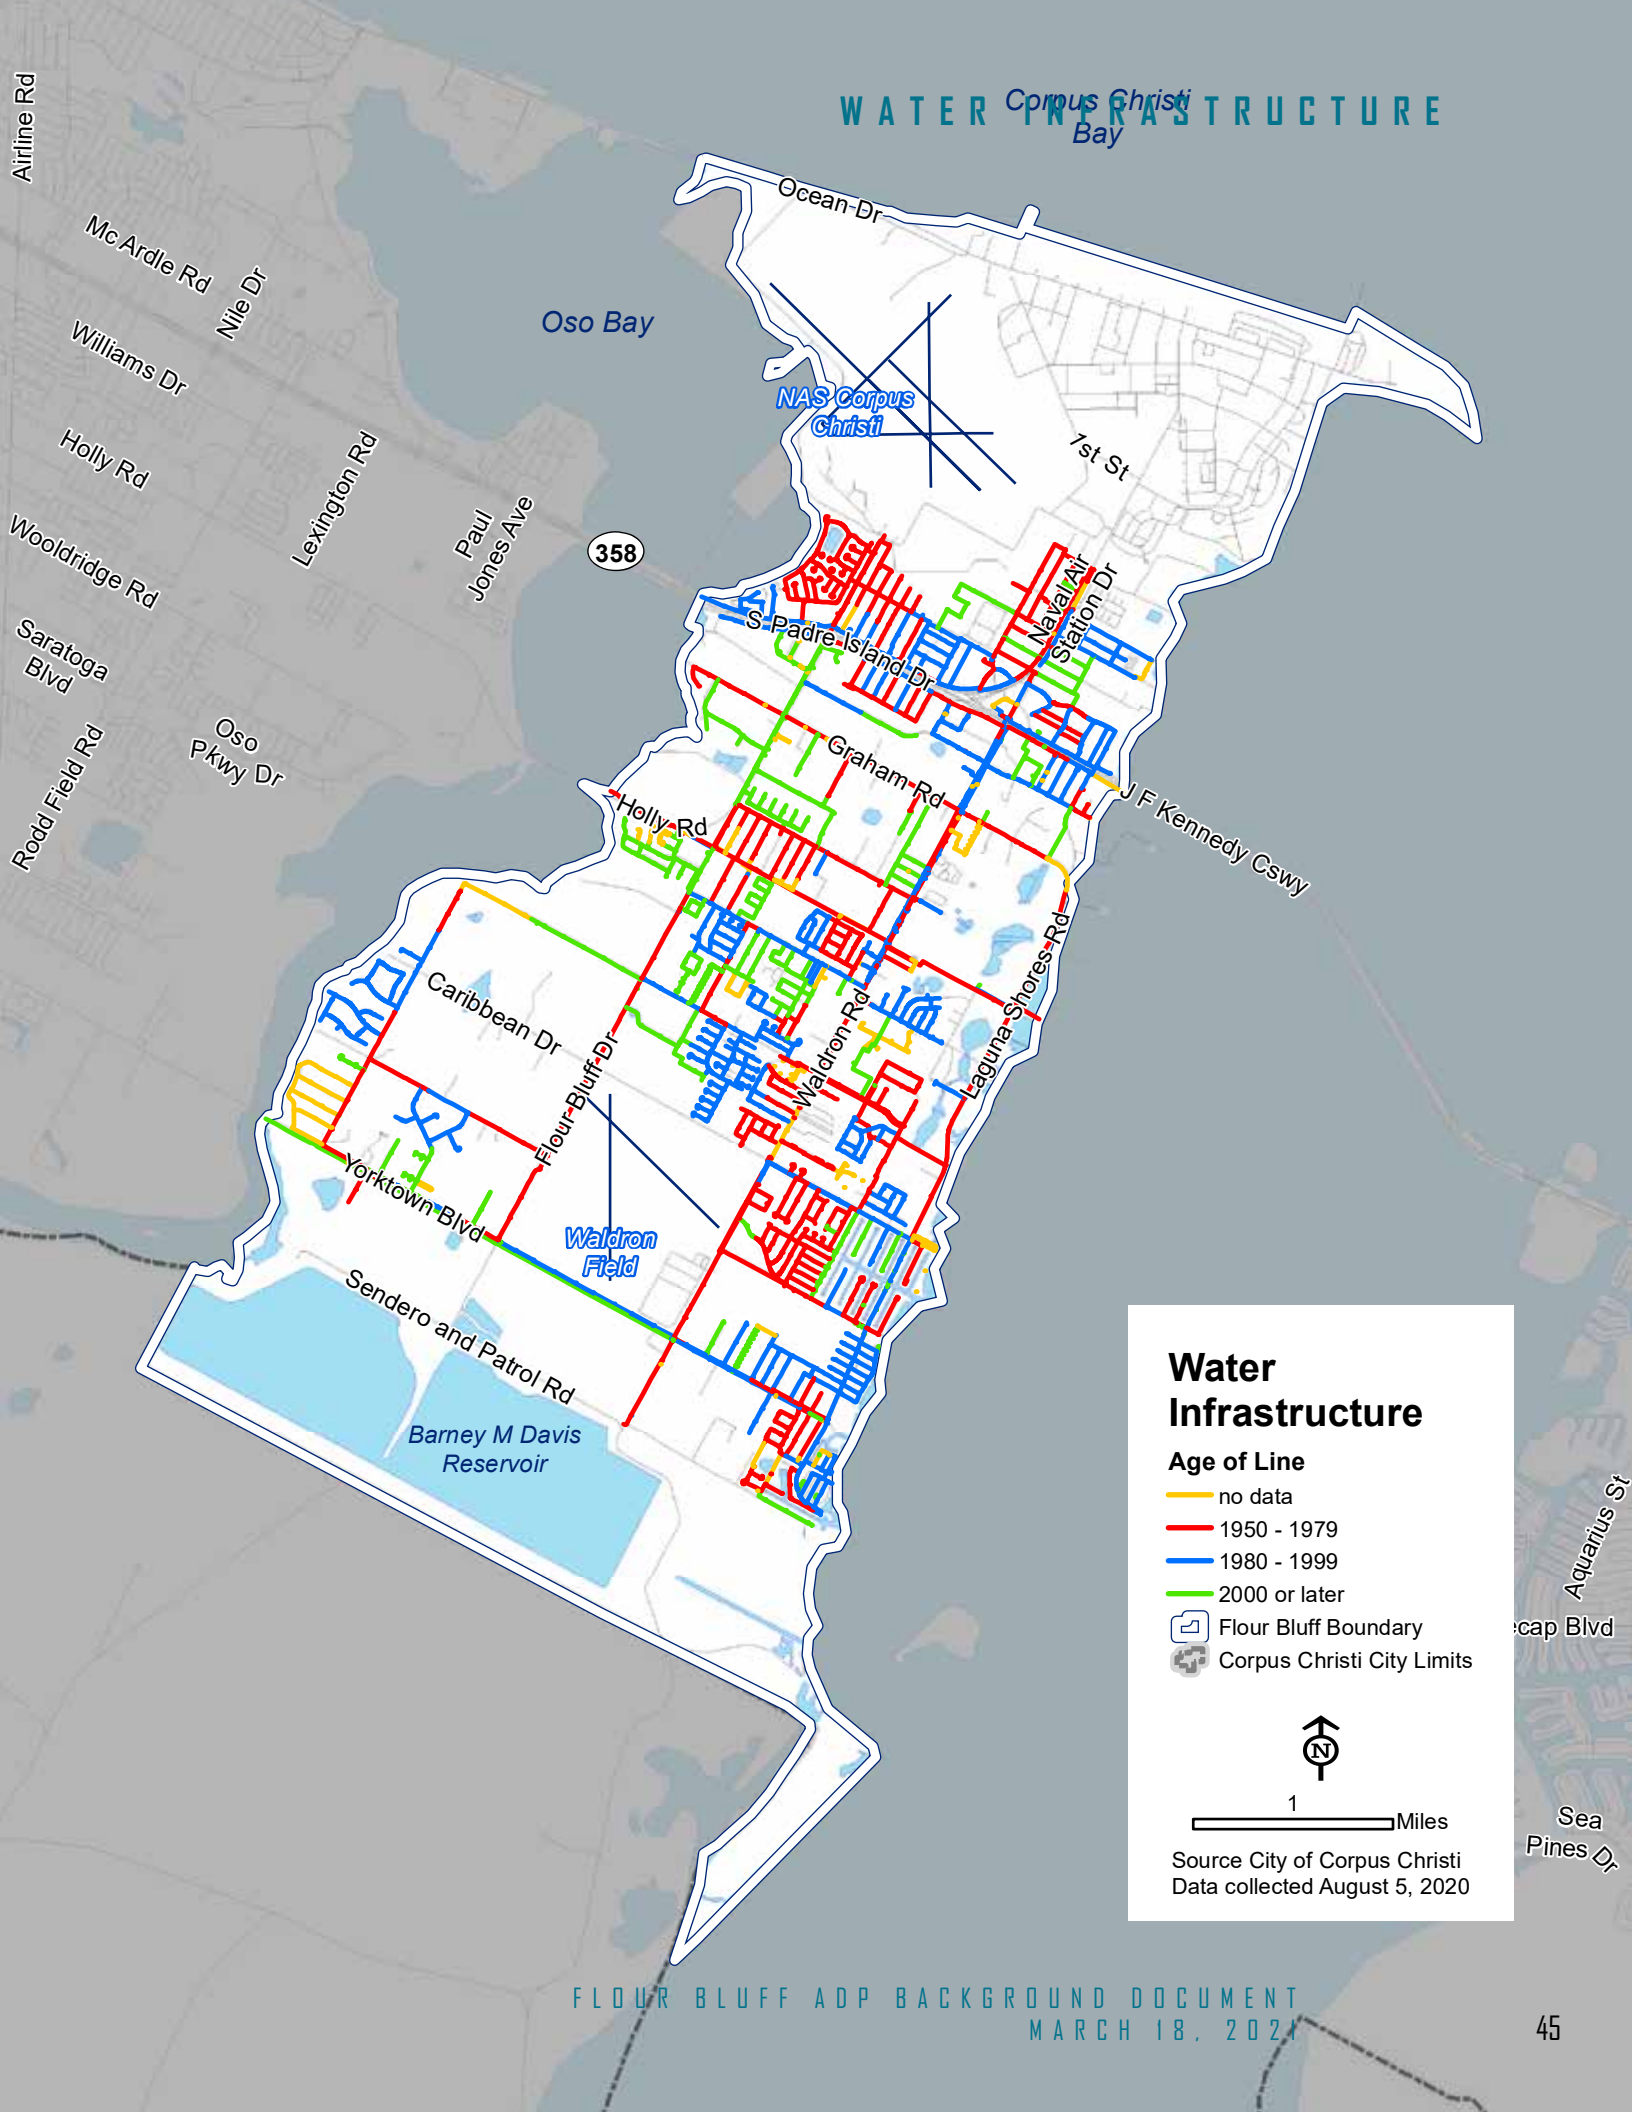 WATER INFRASTRUCTURE
Corpus Christi
Bay
Airline Rd
Ocean Dr
Mc Ardle Rd
Nile Dr
Oso Bay
Williams Dr
NAS Corpus
Christi
Holly Rd
1st St
Lexington Rd
Paul
Jones Ave
358
Wooldridge Rd
Naval Air
Station Dr
S Padre Island Dr
Saratoga
Blvd
Oso
Pkwy Dr
Rodd Field Rd
Graham Rd
Holly Rd
J F Kennedy Cswy
Laguna Shores Rd
Caribbean Dr
Waldron Rd
Flour Bluff Dr
Yorktown Blvd
Waldron
Field
Sendero and Patrol Rd
Barney M Davis
Reservoir
Water
Infrastructure
Age of Line
no data
1950 - 1979
1980 - 1999
2000 or later
Flour Bluff Boundary
Corpus Christi City Limits
N
1
Miles
Source City of Corpus Christi
Data collected August 5, 2020
Aquarius St
ecap Blvd
Sea
Pines Dr
FLOUR BLUFF ADP BACKGROUND DOCUMENT
MARCH 18, 2021
45